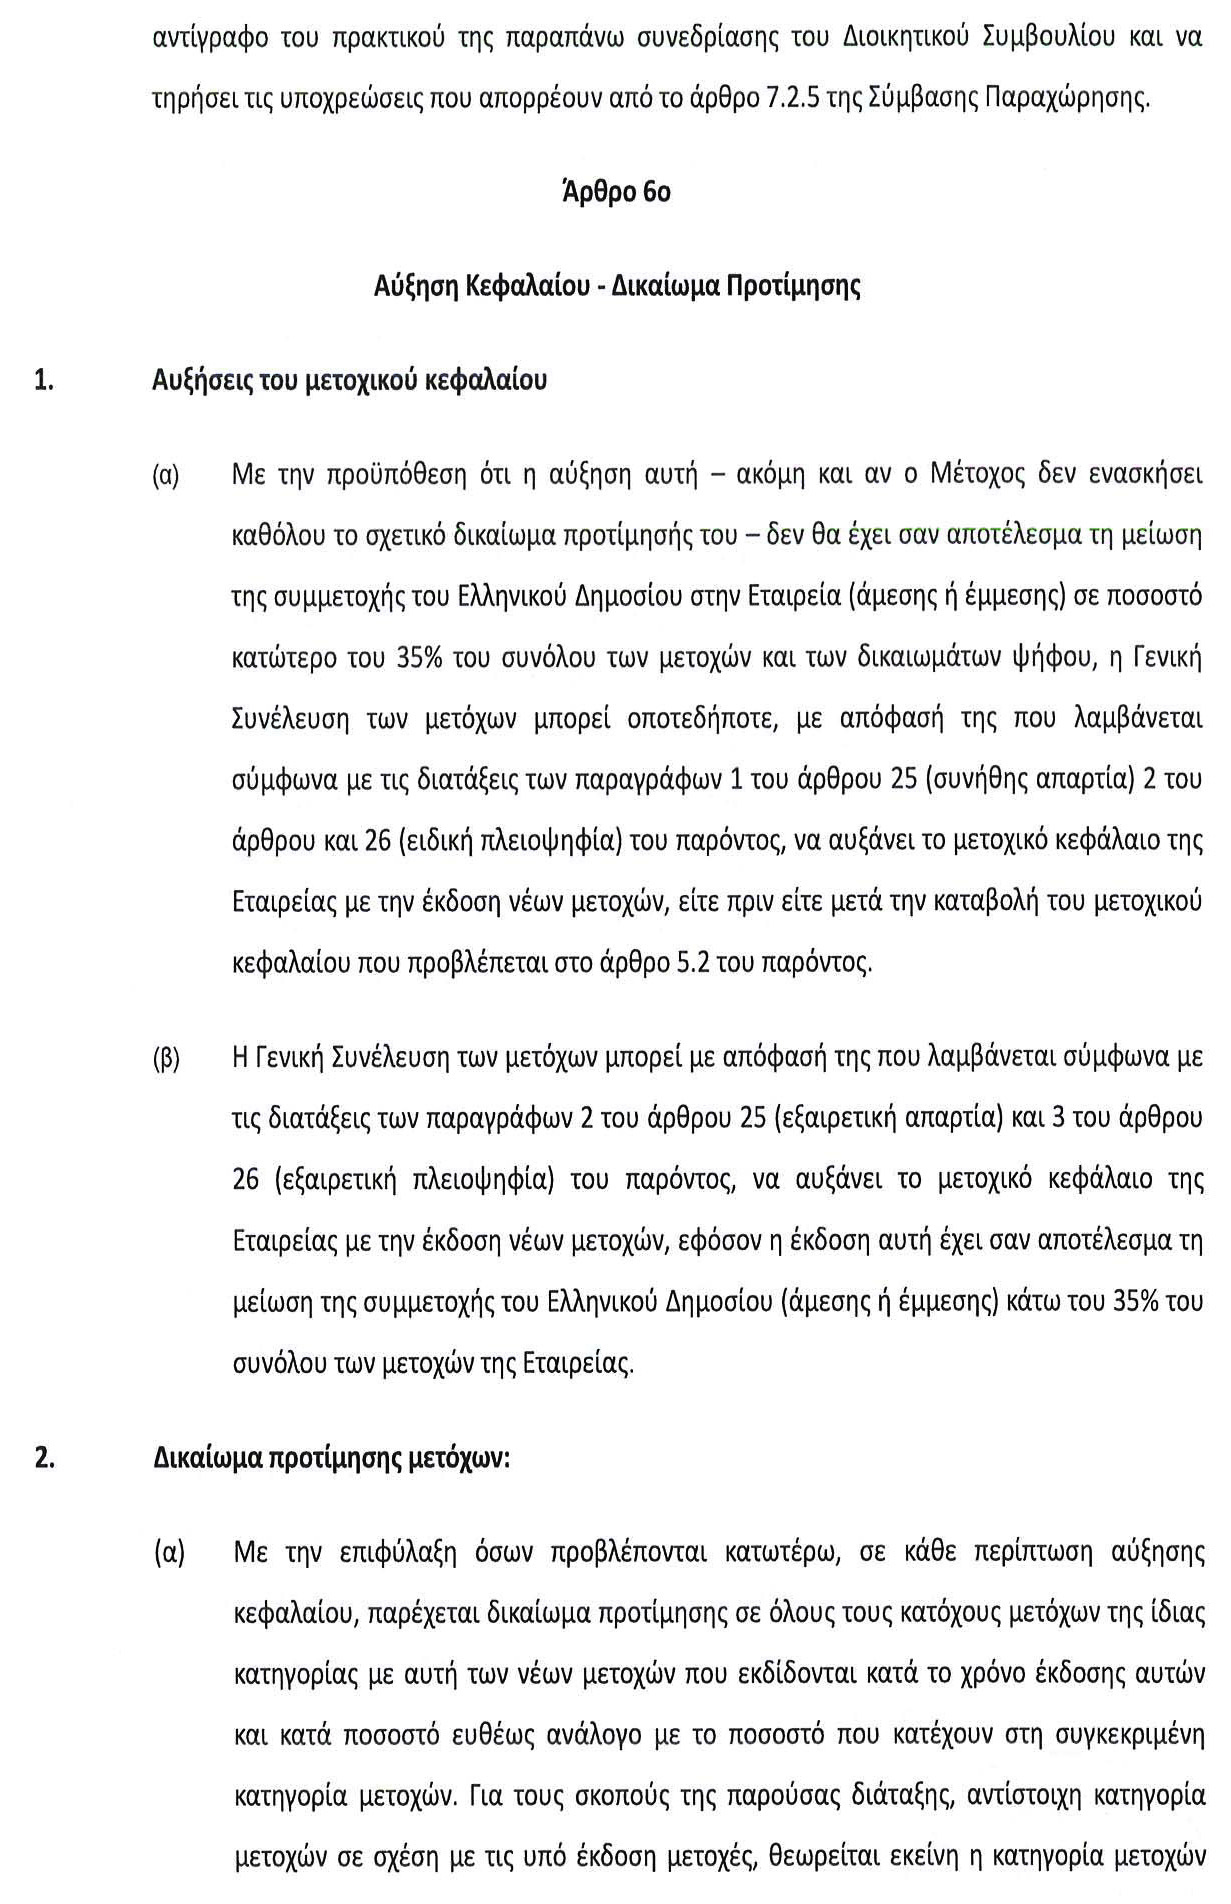 αντίγραφο του πρακτικού της παραπάνω συνεδρίασης του Διοικητικού Συμβουλίου και να
τηρήσει τις υποχρεώσεις που απορρέουν από το άρθρο 7.2.5 της Σύμβασης Παραχώρησης.
Άρθρο 6ο
Αύξηση Κεφαλαίου - Δικαίωμα Προτίμησης
1. Αυξήσεις του μετοχικού κεφαλαίου
(α) Με την προϋπόθεση ότι η αύξηση αυτή – ακόμη και αν ο Μέτοχος δεν ενασκήσει
καθόλου το σχετικό δικαίωμα προτίμησής του – δεν θα έχει σαν αποτέλεσμα τη μείωση
της συμμετοχής του Ελληνικού Δημοσίου στην Εταιρεία (άμεσης ή έμμεσης) σε ποσοστό
κατώτερο του 35% του συνόλου των μετοχών και των δικαιωμάτων ψήφου, η Γενική
Συνέλευση των μετόχων μπορεί οποτεδήποτε, με απόφασή της που λαμβάνεται
σύμφωνα με τις διατάξεις των παραγράφων 1 του άρθρου 25 (συνήθης απαρτία) 2 του
άρθρου και 26 (ειδική πλειοψηφία) του παρόντος, να αυξάνει το μετοχικό κεφάλαιο της
Εταιρείας με την έκδοση νέων μετοχών, είτε πριν είτε μετά την καταβολή του μετοχικού
κεφαλαίου που προβλέπεται στο άρθρο 5.2 του παρόντος.
(β) Η Γενική Συνέλευση των μετόχων μπορεί με απόφασή της που λαμβάνεται σύμφωνα με
τις διατάξεις των παραγράφων 2 του άρθρου 25 (εξαιρετική απαρτία) και 3 του άρθρου
26 (εξαιρετική πλειοψηφία) του παρόντος, να αυξάνει το μετοχικό κεφάλαιο της
Εταιρείας με την έκδοση νέων μετοχών, εφόσον η έκδοση αυτή έχει σαν αποτέλεσμα τη
μείωση της συμμετοχής του Ελληνικού Δημοσίου (άμεσης ή έμμεσης) κάτω του 35% του
συνόλου των μετοχών της Εταιρείας.
2. Δικαίωμα προτίμησης μετόχων:
(α) Με την επιφύλαξη όσων προβλέπονται κατωτέρω, σε κάθε περίπτωση αύξησης
κεφαλαίου, παρέχεται δικαίωμα προτίμησης σε όλους τους κατόχους μετόχων της ίδιας
κατηγορίας με αυτή των νέων μετοχών που εκδίδονται κατά το χρόνο έκδοσης αυτών
και κατά ποσοστό ευθέως ανάλογο με το ποσοστό που κατέχουν στη συγκεκριμένη
κατηγορία μετοχών. Για τους σκοπούς της παρούσας διάταξης, αντίστοιχη κατηγορία
μετοχών σε σχέση με τις υπό έκδοση μετοχές, θεωρείται εκείνη η κατηγορία μετοχών